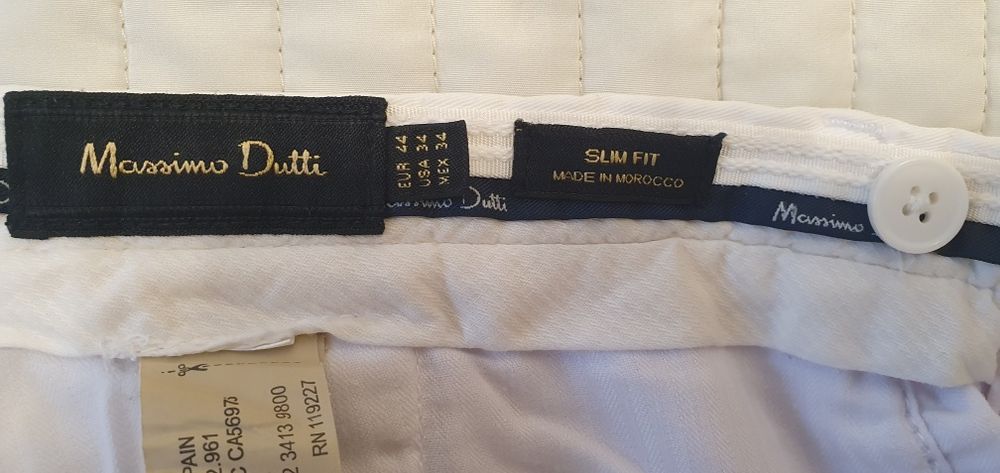 Massimo Dutti
EUR 44
USA 34
MEX 34
SLIM FIT
MADE IN MOROCCO
Massimo Dutti
Massimo
PAIN
2.961
C CA5697
2 3413 9800
RN 119227